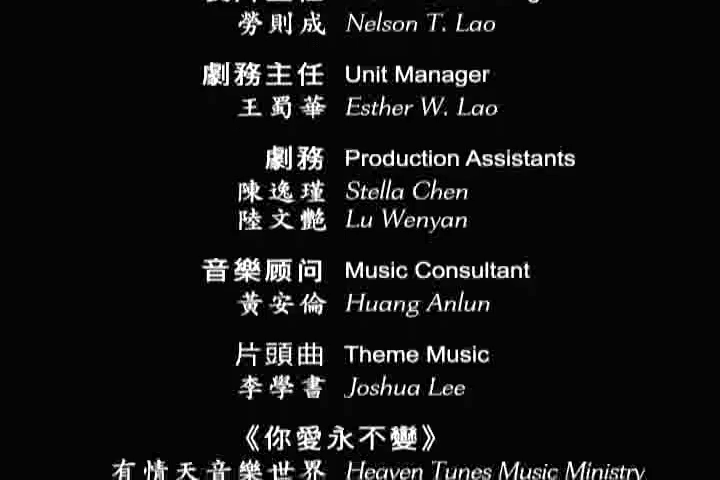 勞則成 Nelson T. Lao
劇務主任 Unit Manager
王蜀華 Esther W. Lao
劇務 Production Assistants
陳逸瑾 Stella Chen
陸文艷 Lu Wenyan
音樂顾问 Music Consultant
黃安倫 Huang Anlun
片頭曲 Theme Music
李學書 Joshua Lee
《你愛永不變》
有情天音樂世界 Heaven Tunes Music Ministry